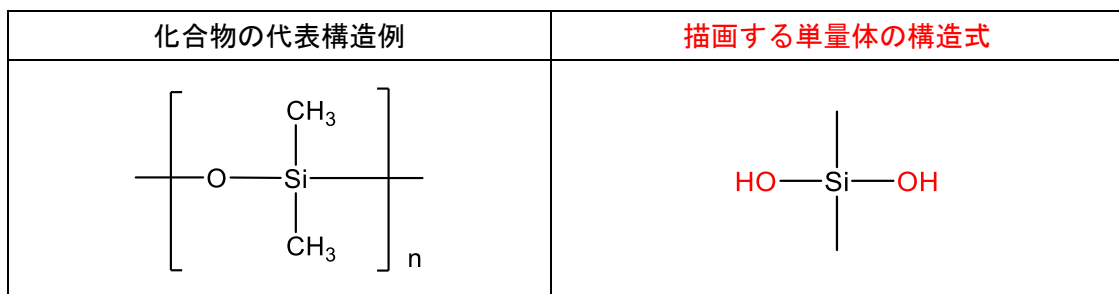 化合物の代表構造例
描画する単量体の構造式
CH3
O Si
CH3
n
HO Si OH